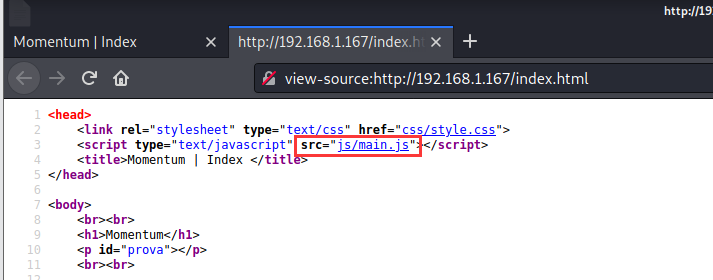 http://19
Momentum | Index
http://192.168.1.167/index.h
view-source:http://192.168.1.167/index.html
1 <head>
2 <link rel="stylesheet" type="text/css" href="css/style.css">
3 <script type="text/javascript" src="js/main.js"></script>
4 <title>Momentum | Index </title>
5 </head>
6
7 <body>
8 <br><br>
9 <h1>Momentum</h1>
10 <p id="prova"></p>
11 <br><br>
12